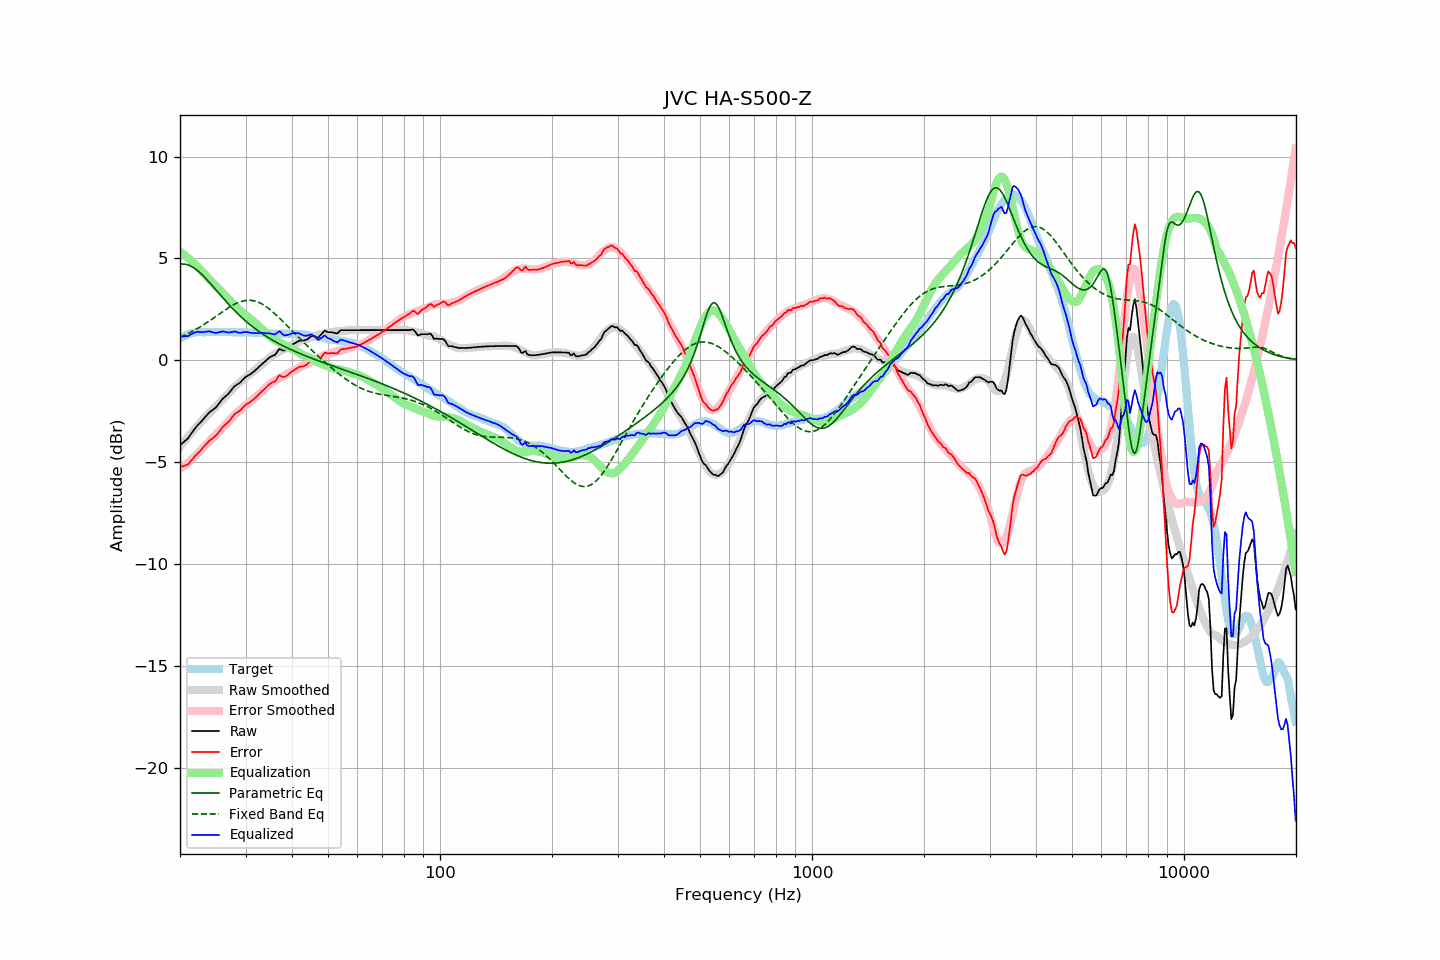 JVC HA-S500-Z
Amplitude (dBr)
10
5
0
−5
−10
−15
−20
Target
Raw Smoothed
Error Smoothed
Raw
Error
Equalization
Parametric Eq
Fixed Band Eq
Equalized
100
1000
10000
Frequency (Hz)